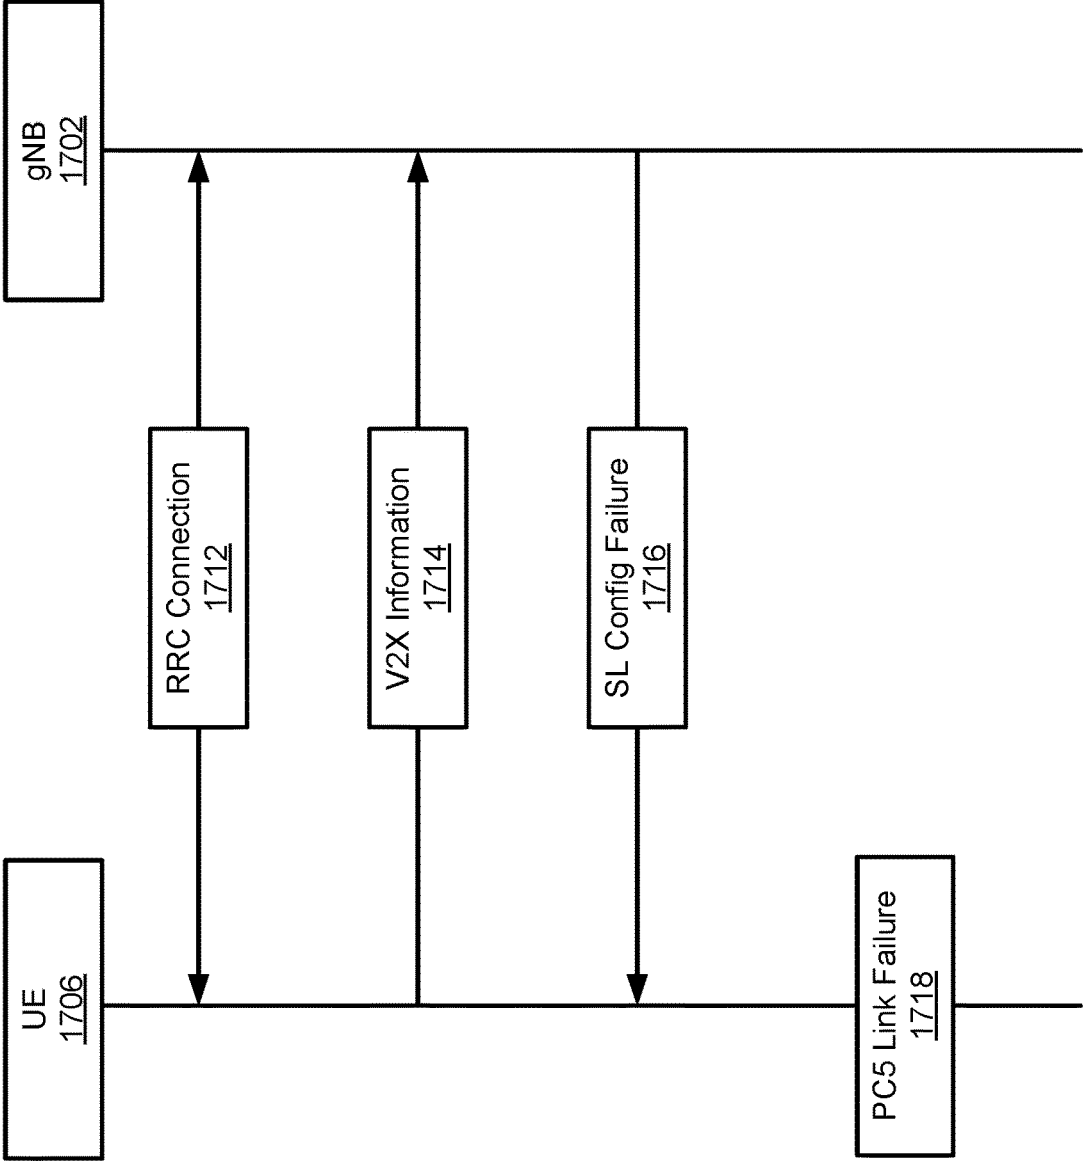 UE
1706
gNB
1702
RRC Connection
1712
V2X Information
1714
SL Config Failure
1716
PC5 Link Failure
1718